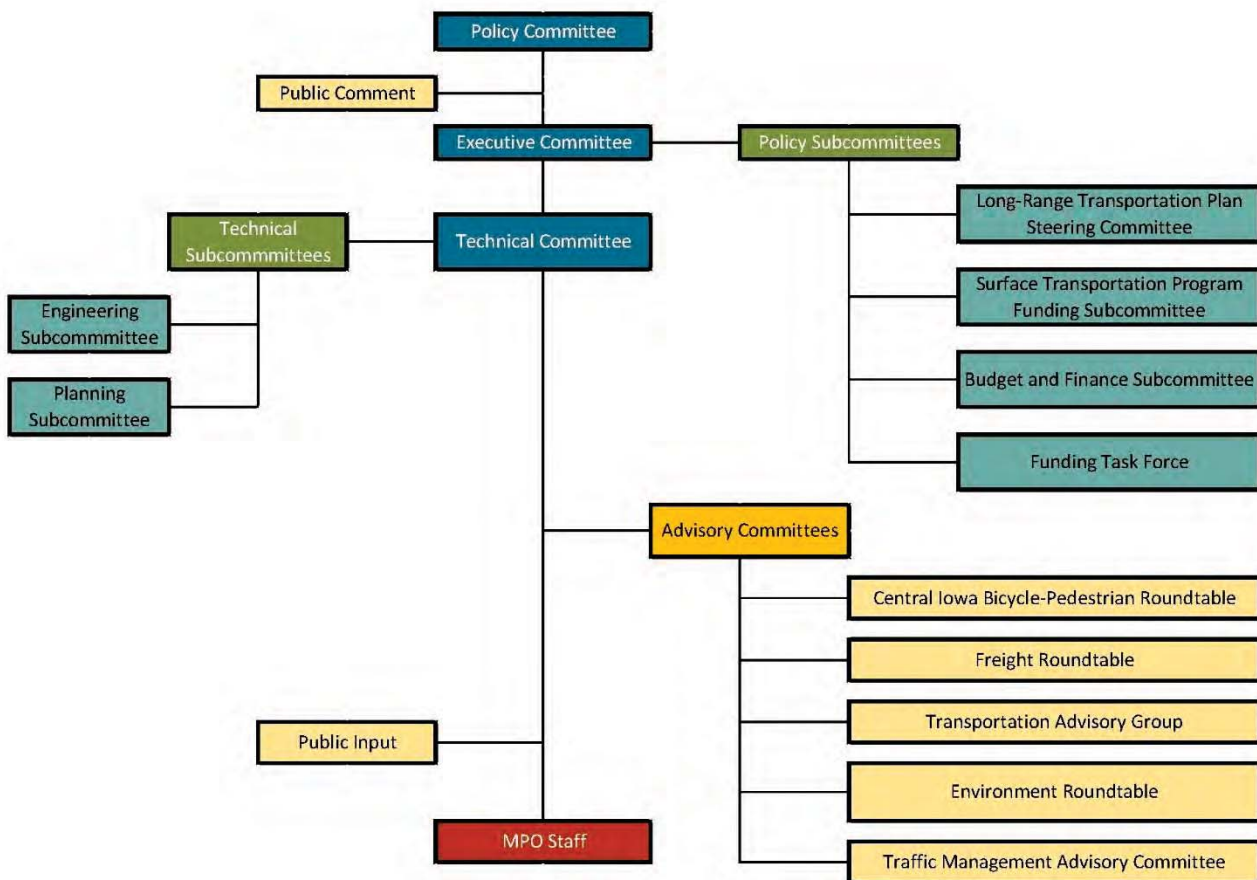 Policy Committee
Public Comment
Executive Committee
Policy Subcommittees
Technical
Subcommmittees
Technical Committee
Long-Range Transportation Plan
Steering Committee
Engineering
Subcommmittee
Surface Transportation Program
Funding Subcommittee
Planning
Subcommittee
Budget and Finance Subcommittee
Funding Task Force
Advisory Committees
Central Iowa Bicycle-Pedestrian Roundtable
Freight Roundtable
Transportation Advisory Group
Public Input
Environment Roundtable
MPO Staff
Traffic Management Advisory Committee